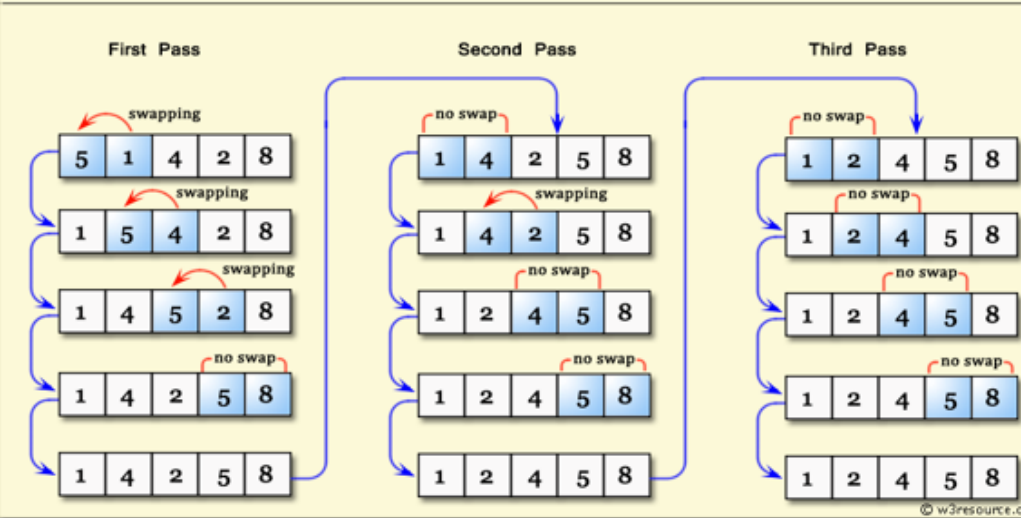 First Pass
Second Pass
Third Pass
swapping
5 1 4 2 8
swapping
1 5 4 2 8
swapping
1 4 5 2 8
no swap
1 4 2 5 8
1 4 2 5 8
no swap
1 4 2 5 8
swapping
1 4 2 5 8
no swap
1 2 4 5 8
no swap
1 2 4 5 8
1 2 4 5 8
no swap
1 2 4 5 8
no swap
1 2 4 5 8
no swap
1 2 4 5 8
no swap
1 2 4 5 8
1 2 4 5 8
© w3resource.c